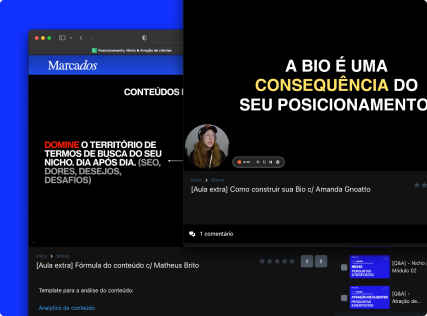 Posicionamento, Nicho & Atração de clientes
Marcados
CONTEÚDOS
DOMINE O TERRITÓRIO DE
TERMOS DE BUSCA DO SEU
NICHO. DIA APÓS DIA. (SEO,
DORES, DESEJOS,
DESAFIOS)
A BIO É UMA
CONSEQUÊNCIA DO
SEU POSICIONAMENTO
Início > Bônus
[Aula extra] Como construir sua Bio c/ Amanda Gnoatto
1 comentário
Início > Bônus
[Aula extra] Fórmula do conteúdo c/ Matheus Brito
Template para a análise do conteúdo:
Analytics de conteúdo
NICHO
PERGUNTAS
&RESPOSTAS
[Q&A] - Nicho
Módulo 02
ATRAÇÃO DE CLIENTES
PERGUNTAS
&RESPOSTAS
[Q&A] -
Atração de...